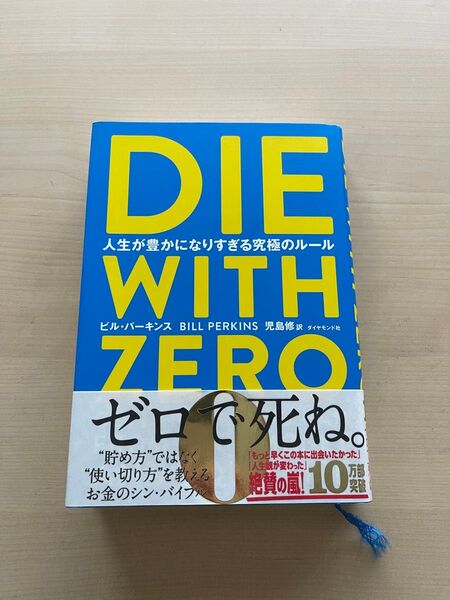 DIE
人生が豊かになりすぎる究極のルール
WITH
ビル・パーキンス BILL PERKINS 児島修 訳 ダイヤモンド社
ZERO
ゼロで死ね。
“貯め方”ではなく
“使い切り方”を教える
お金のシン・バイブル
「もっと早くこの本に出会いたかった」
「人生観が変わった」
絶賛の嵐!
10万部突破